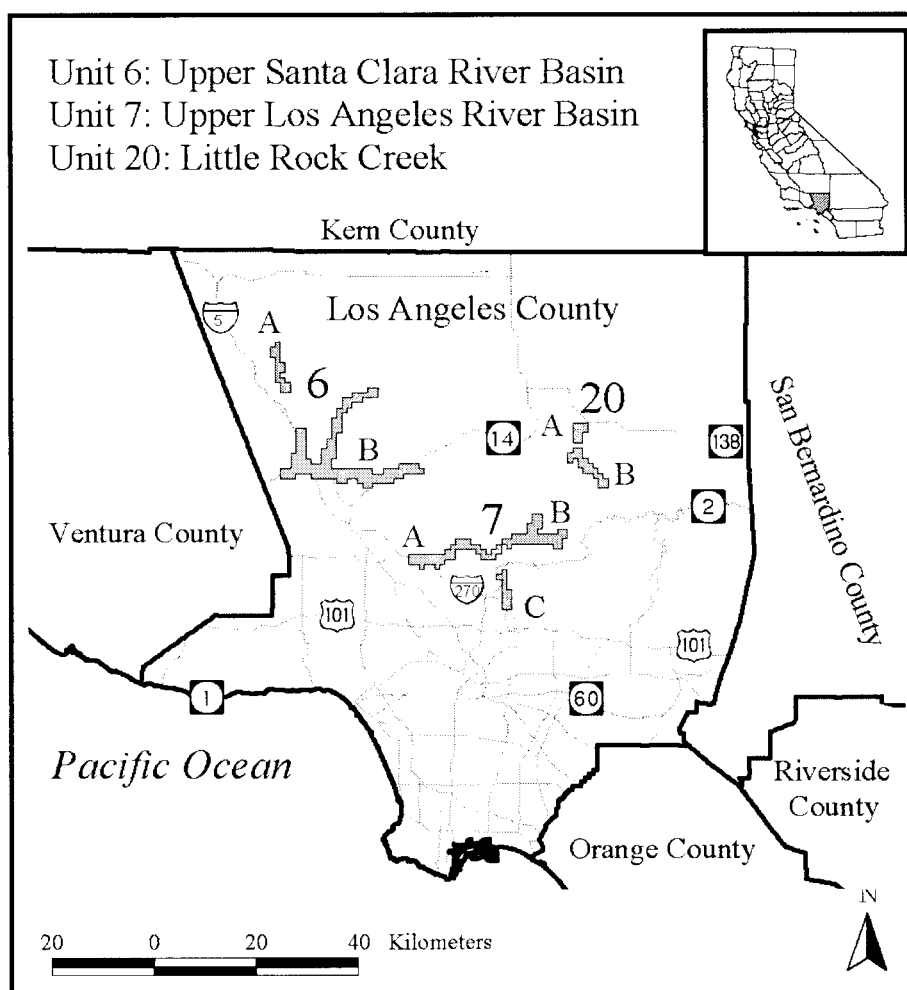 Unit 6: Upper Santa Clara River Basin
Unit 7: Upper Los Angeles River Basin
Unit 20: Little Rock Creek
Kern County
Los Angeles County
5
A
6
20
A
14
138
B
B
2
San Bernardino County
7
B
A
Ventura County
270
C
101
101
1
60
Pacific Ocean
Riverside
County
Orange County
N
20 0 20 40 Kilometers